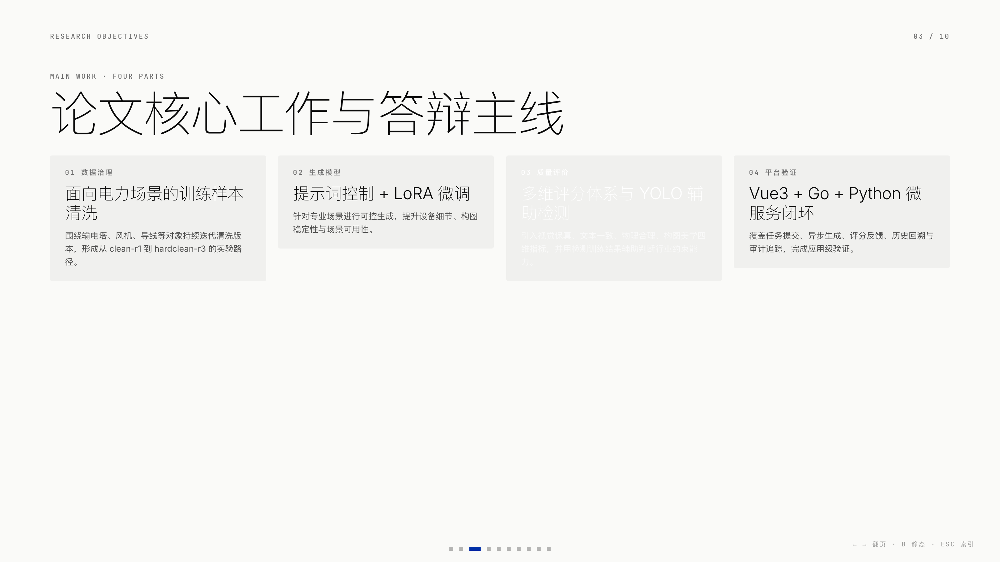 RESEARCH OBJECTIVES
03 / 10
MAIN WORK · FOUR PARTS
论文核心工作与答辩主线
01 数据治理
面向电力场景的训练样本
清洗
围绕输电塔、风机、导线等对象持续迭代清洗版
本，形成从 clean-r1 到 hardclean-r3 的实验路
径。
02 生成模型
提示词控制 + LoRA 微调
针对专业场景进行可控生成，提升设备细节、构图
稳定性与场景可用性。
03 质量评价
多维评分体系与 YOLO 辅
助检测
引入视觉保真、文本一致、物理合理、构图美学四
维指标，并用检测训练结果辅助判断行业约束能
力。
04 平台验证
Vue3 + Go + Python 微
服务闭环
覆盖任务提交、异步生成、评分反馈、历史回溯与
审计追踪，完成应用级验证。
← → 翻页 · B 静态 · ESC 索引